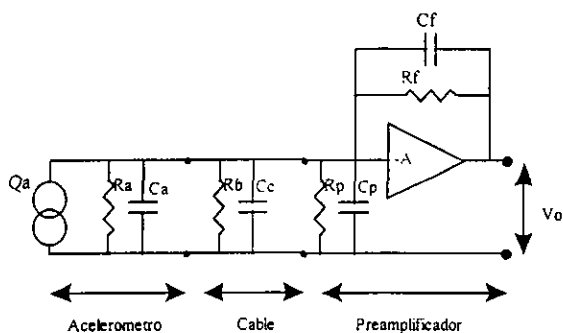 Cf
Rf
-A
Qa
Ra
Ca
Rb
Cc
Rp
Cp
Vo
Acelerometro
Cable
Preamplificador